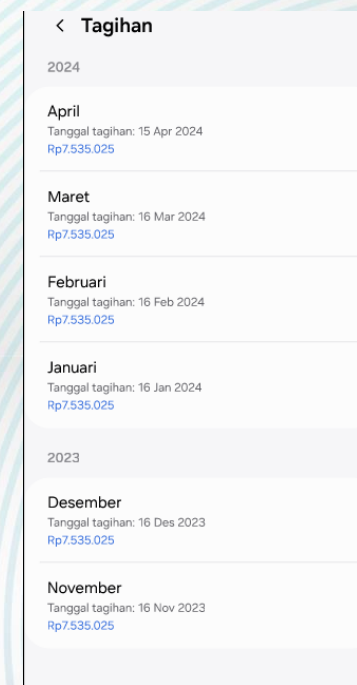 Tagihan
2024
April
Tanggal tagihan: 15 Apr 2024
Rp7.535.025
Maret
Tanggal tagihan: 16 Mar 2024
Rp7.535.025
Februari
Tanggal tagihan: 16 Feb 2024
Rp7.535.025
Januari
Tanggal tagihan: 16 Jan 2024
Rp7.535.025
2023
Desember
Tanggal tagihan: 16 Des 2023
Rp7.535.025
November
Tanggal tagihan: 16 Nov 2023
Rp7.535.025